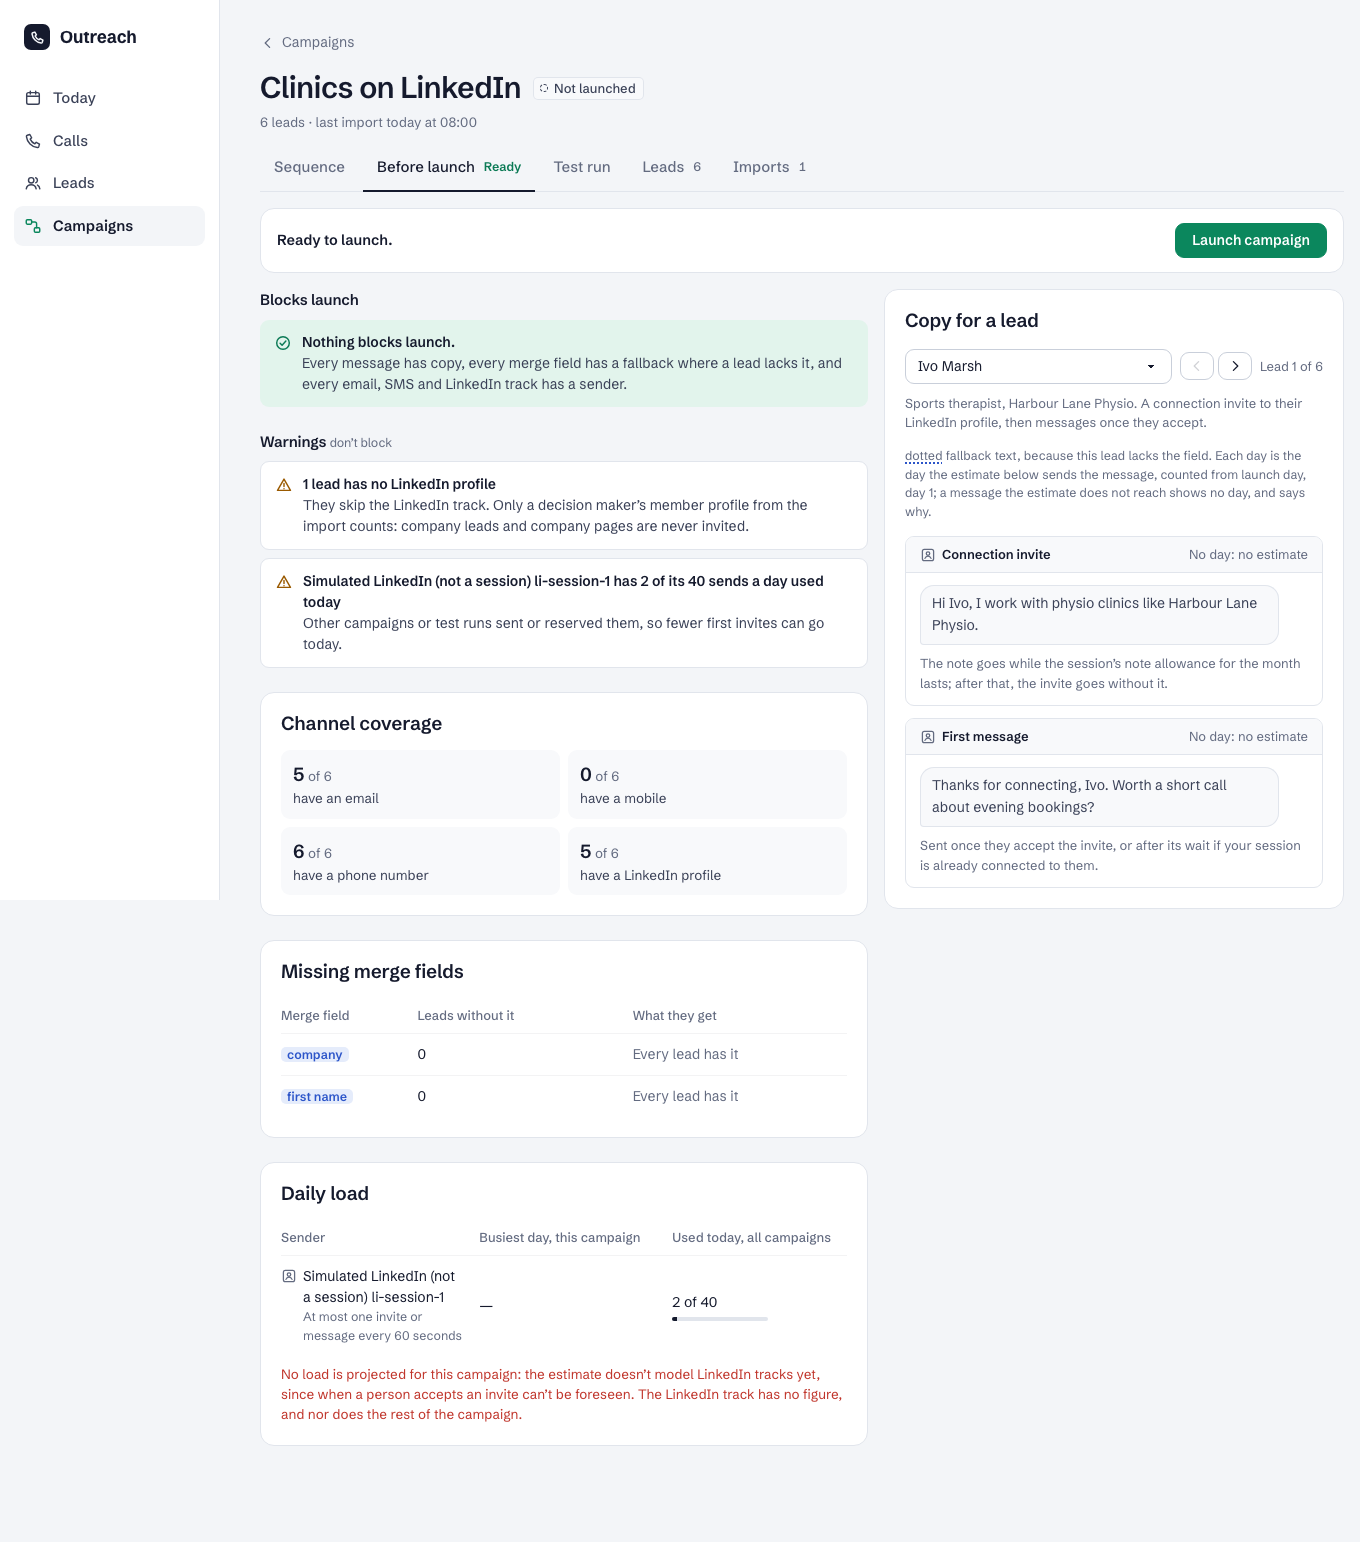 Outreach
Today
Calls
Leads
Campaigns
Campaigns
Clinics on LinkedIn
Not launched
6 leads · last import today at 08:00
Sequence
Before launch Ready
Test run
Leads 6
Imports 1
Ready to launch.
Launch campaign
Blocks launch
Nothing blocks launch.
Every message has copy, every merge field has a fallback where a lead lacks it, and
every email, SMS and LinkedIn track has a sender.
Warnings don’t block
1 lead has no LinkedIn profile
They skip the LinkedIn track. Only a decision maker’s member profile from the
import counts: company leads and company pages are never invited.
Simulated LinkedIn (not a session) li-session-1 has 2 of its 40 sends a day used
today
Other campaigns or test runs sent or reserved them, so fewer first invites can go
today.
Channel coverage
5 of 6
have an email
0 of 6
have a mobile
6 of 6
have a phone number
5 of 6
have a LinkedIn profile
Missing merge fields
Merge field Leads without it What they get
company 0 Every lead has it
first name 0 Every lead has it
Daily load
Sender Busiest day, this campaign Used today, all campaigns
Simulated LinkedIn (not
a session) li-session-1
At most one invite or
message every 60 seconds
—
2 of 40
No load is projected for this campaign: the estimate doesn’t model LinkedIn tracks yet,
since when a person accepts an invite can’t be foreseen. The LinkedIn track has no figure,
and nor does the rest of the campaign.
Copy for a lead
Ivo Marsh
Lead 1 of 6
Sports therapist, Harbour Lane Physio. A connection invite to their
LinkedIn profile, then messages once they accept.
dotted fallback text, because this lead lacks the field. Each day is the
day the estimate below sends the message, counted from launch day,
day 1; a message the estimate does not reach shows no day, and says
why.
Connection invite No day: no estimate
Hi Ivo, I work with physio clinics like Harbour Lane
Physio.
The note goes while the session’s note allowance for the month
lasts; after that, the invite goes without it.
First message No day: no estimate
Thanks for connecting, Ivo. Worth a short call
about evening bookings?
Sent once they accept the invite, or after its wait if your session
is already connected to them.